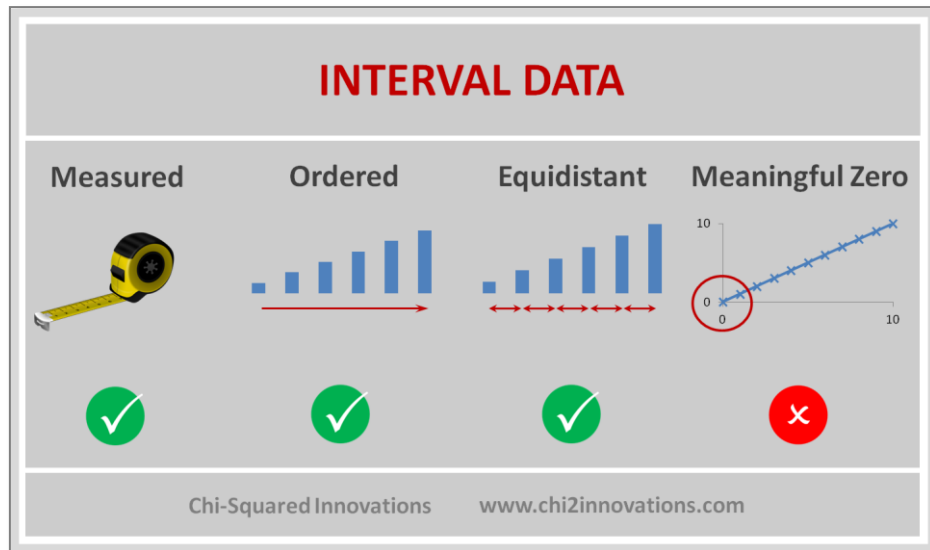 INTERVAL DATA
Measured
Ordered
Equidistant
Meaningful Zero
10
0
0
10
Chi-Squared Innovations www.chi2innovations.com